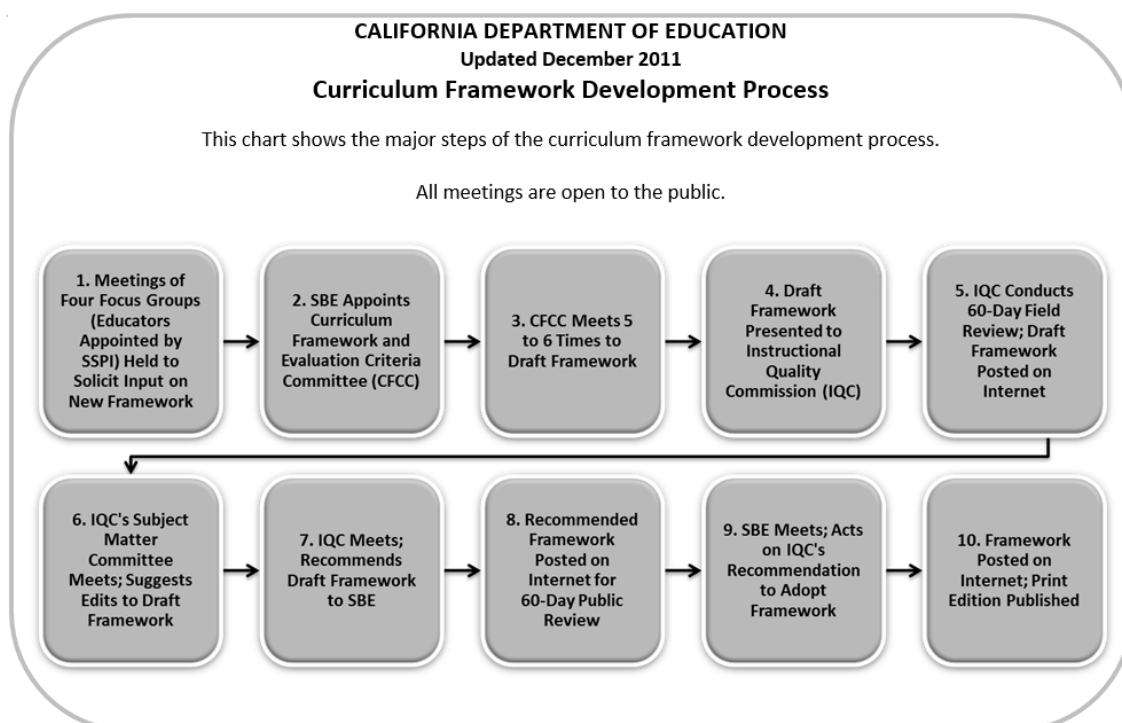 CALIFORNIA DEPARTMENT OF EDUCATION
Updated December 2011
Curriculum Framework Development Process
This chart shows the major steps of the curriculum framework development process.
All meetings are open to the public.
1. Meetings of
Four Focus Groups
(Educators
Appointed by
SSPI) Held to
Solicit Input on
New Framework
2. SBE Appoints
Curriculum
Framework and
Evaluation Criteria
Committee (CFCC)
3. CFCC Meets 5
to 6 Times to
Draft Framework
4. Draft
Framework
Presented to
Instructional
Quality
Commission (IQC)
5. IQC Conducts
60-Day Field
Review; Draft
Framework
Posted on
Internet
6. IQC's Subject
Matter
Committee
Meets; Suggests
Edits to Draft
Framework
7. IQC Meets;
Recommends
Draft Framework
to SBE
8. Recommended
Framework
Posted on
Internet for
60-Day Public
Review
9. SBE Meets; Acts
on IQC's
Recommendation
to Adopt
Framework
10. Framework
Posted on
Internet; Print
Edition Published